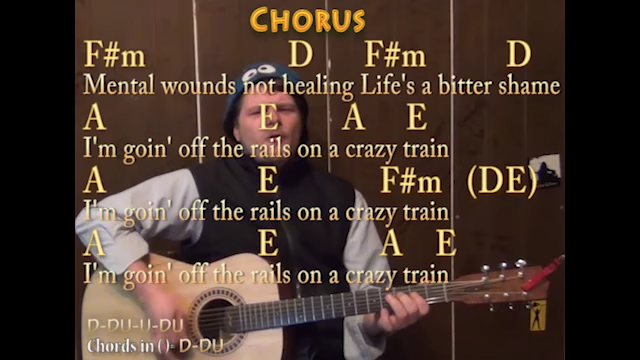 CHORUS
F#m D F#m D
Mental wounds not healing Life's a bitter shame
A E A E
I'm goin' off the rails on a crazy train
A E F#m (DE)
I'm goin' off the rails on a crazy train
A E A E
I'm goin' off the rails on a crazy train
D-DU-U-DU
Chords in ( )= D-DU